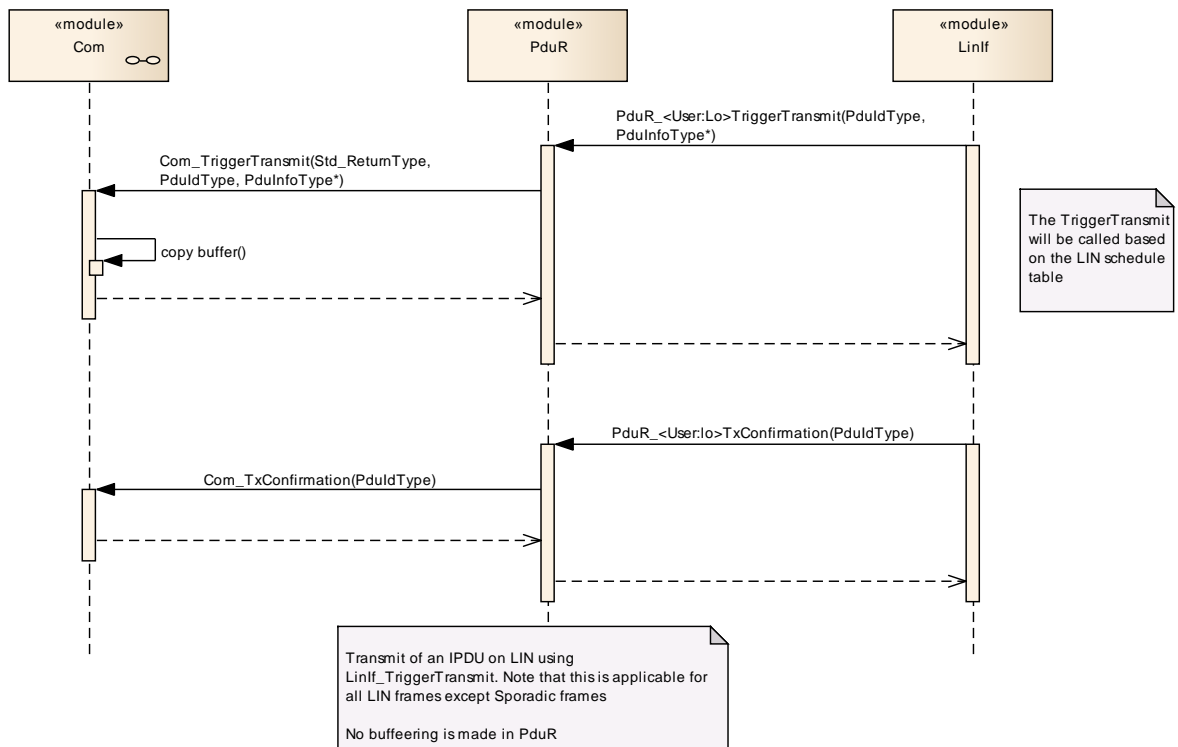 «module»
Com
«module»
PduR
«module»
LinIf
PduR_<User:Lo>TriggerTransmit(PduIdType,
PduInfoType*)
Com_TriggerTransmit(Std_ReturnType,
PduIdType, PduInfoType*)
copy buffer()
The TriggerTransmit
will be called based
on the LIN schedule
table
PduR_<User:lo>TxConfirmation(PduIdType)
Com_TxConfirmation(PduIdType)
Transmit of an IPDU on LIN using
LinIf_TriggerTransmit. Note that this is applicable for
all LIN frames except Sporadic frames
No buffeering is made in PduR